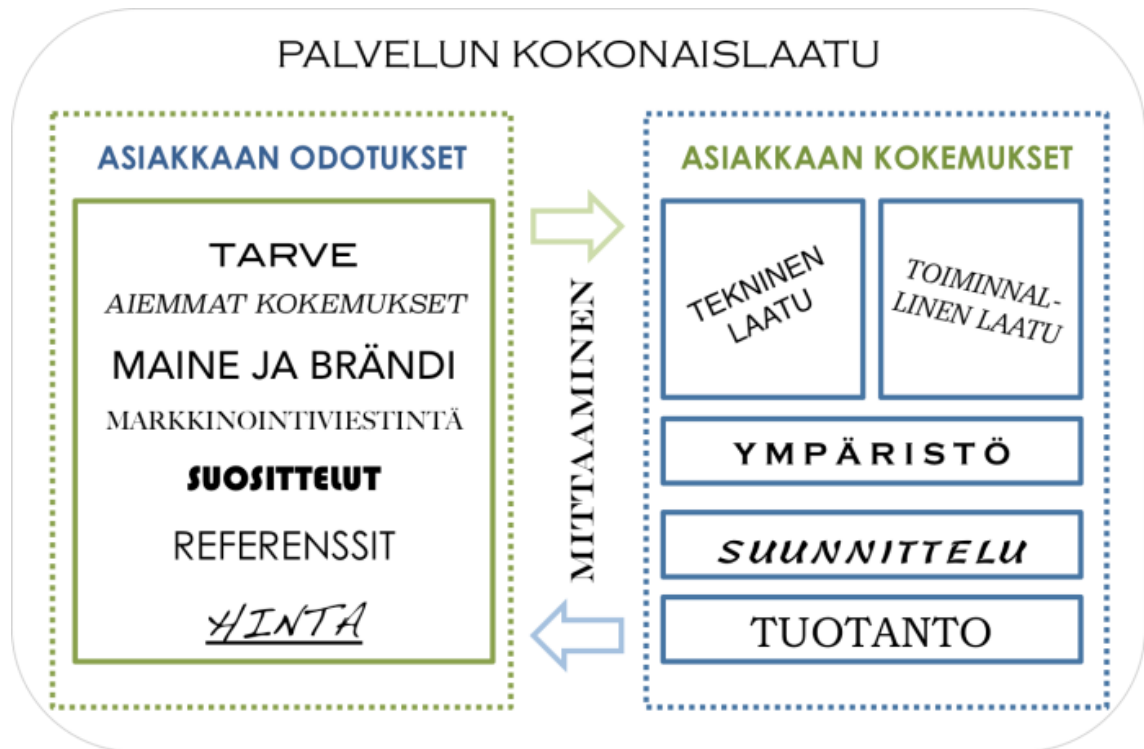 PALVELUN KOKONAISLAATU
ASIAKKAAN ODOTUKSET
TARVE
AIEMMAT KOKEMUKSET
MAINE JA BRÄNDI
MARKKINOINTIVIESTINTÄ
SUOSITTELUT
REFERENSSIT
HINTA
MITTAAMINEN
ASIAKKAAN KOKEMUKSET
TEKNINEN
LAATU
TOIMINNAL-
LINEN LAATU
YMPÄRISTÖ
SUUNNITTELU
TUOTANTO